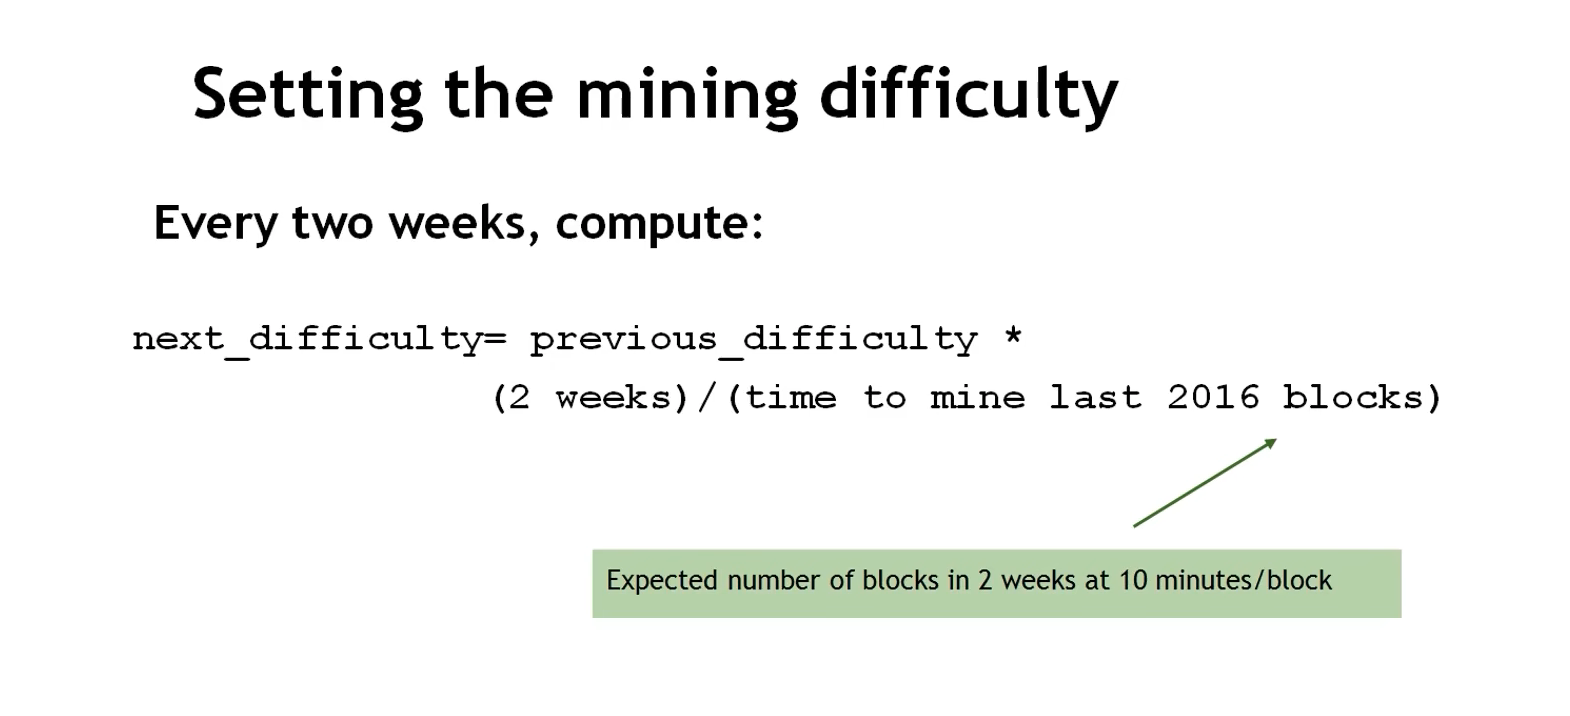 Setting the mining difficulty
Every two weeks, compute:
next_difficulty= previous_difficulty *
(2 weeks)/(time to mine last 2016 blocks)
Expected number of blocks in 2 weeks at 10 minutes/block